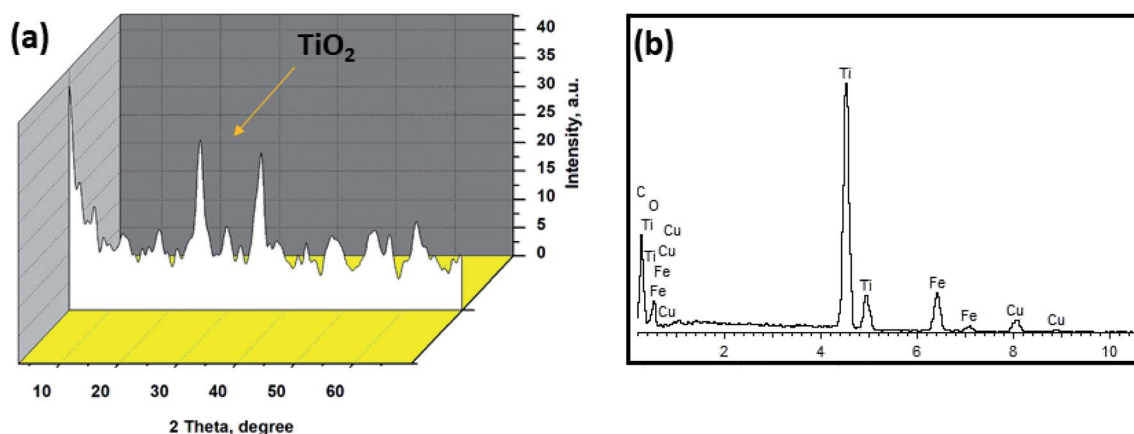 (a)
TiO₂
40
35
30
25
20
15
10
5
0
Intensity, a.u.
10 20 30 40 50 60
2 Theta, degree
(b)
Ti
C
O
Ti Cu
Ti Cu
Fe
Fe
Cu
Ti
Fe
Fe
Cu
Cu
2 4 6 8 10